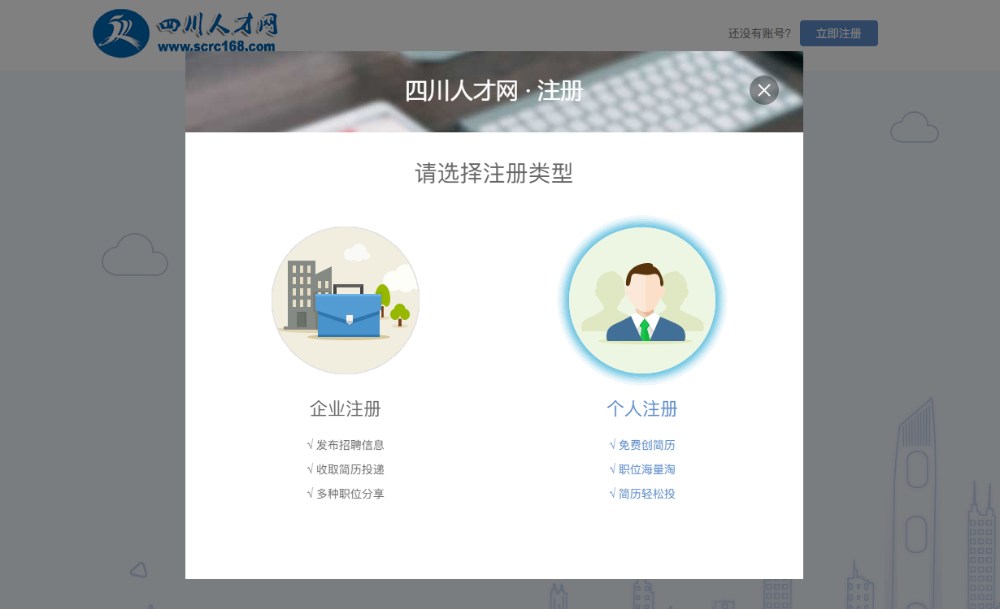 四川人才网
www.scrc168.com
还没有账号?
立即注册
四川人才网 · 注册
请选择注册类型
企业注册
√ 发布招聘信息
√ 收取简历投递
√ 多种职位分享
个人注册
√ 免费创简历
√ 职位海量淘
√ 简历轻松投